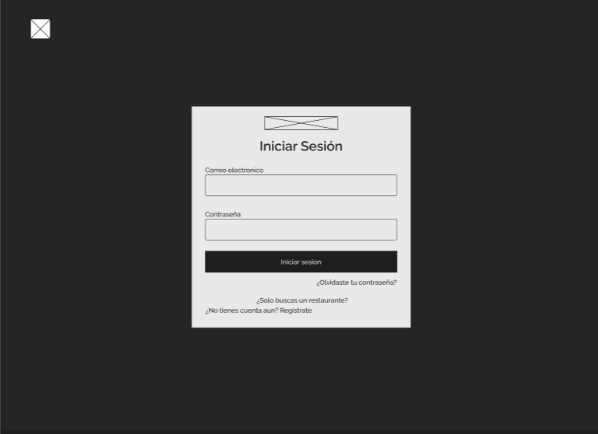 Iniciar Sesión
Correo electronico
Contraseña
Iniciar sesion
¿Olvidaste tu contraseña?
¿Solo buscas un restaurante?
¿No tienes cuenta aun? Registrate